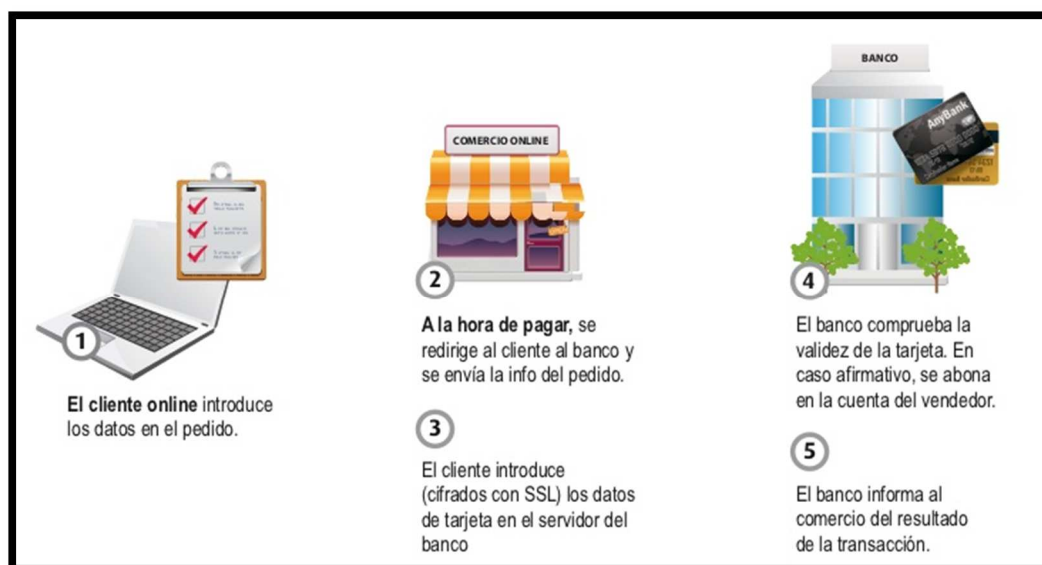 1
El cliente online introduce
los datos en el pedido.
COMERCIO ONLINE
2
A la hora de pagar, se
redirige al cliente al banco y
se envía la info del pedido.
3
El cliente introduce
(cifrados con SSL) los datos
de tarjeta en el servidor del
banco
BANCO
AnyBank
4
El banco comprueba la
validez de la tarjeta. En
caso afirmativo, se abona
en la cuenta del vendedor.
5
El banco informa al
comercio del resultado
de la transacción.